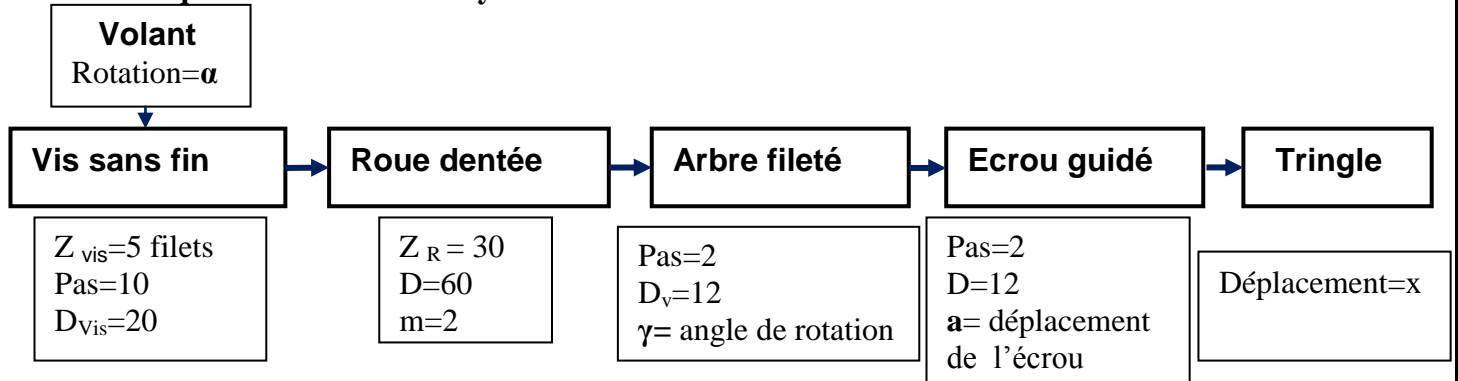 Volant
Rotation=α
Vis sans fin
Roue dentée
Arbre fileté
Ecrou guidé
Tringle
Z vis=5 filets
Pas=10
DVis=20
Z R = 30
D=60
m=2
Pas=2
Dv=12
γ= angle de rotation
Pas=2
D=12
a= déplacement
de l'écrou
Déplacement=x